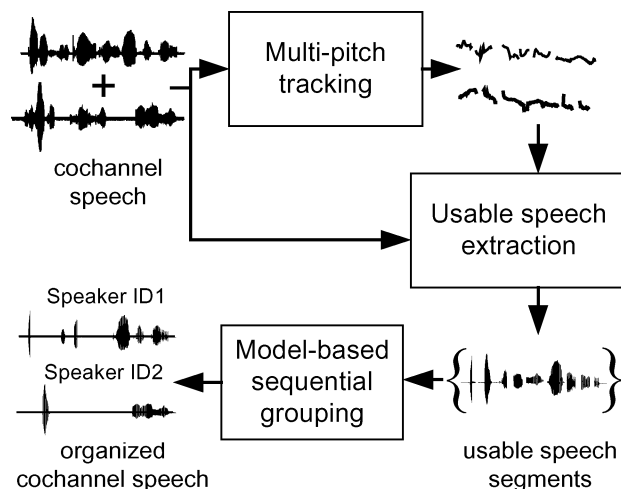 Multi-pitch
tracking
+
cochannel
speech
Usable speech
extraction
Speaker ID1
Speaker ID2
Model-based
sequential
grouping
organized
cochannel speech
{ }
usable speech
segments